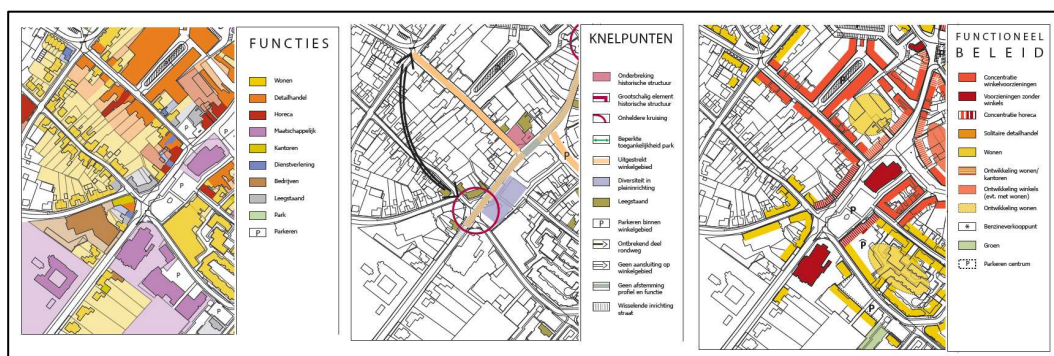 FUNCTIES
Wonen
Detailhandel
Horeca
Maatschappelijk
Kantoren
Dienstverlening
Bedrijven
Leegstaand
Park
P Parkeren
P
P
P
P
KNELPUNTEN
Onderbreking
historische structuur
Grootschalig element
historische structuur
Onheldere kruising
Beperkte
toegankelijkheid park
Uitgestrekt
winkelgebied
Diversiteit in
pleininrichting
Leegstaand
P Parkeren binnen
winkelgebied
Ontbrekend deel
rondweg
Geen aansluiting op
winkelgebied
Geen afstemming
profiel en functie
Wisselende inrichting
straat
P
FUNCTIONEEL
BELEID
Concentratie
winkelvoorzieningen
Voorzieningen zonder
winkels
Concentratie horeca
Solitaire detailhandel
Wonen
Ontwikkeling wonen/
kantoren
Ontwikkeling winkels
(evt. met wonen)
Ontwikkeling wonen
* Benzineverkooppunt
Groen
P Parkeren centrum
P
P
P
P